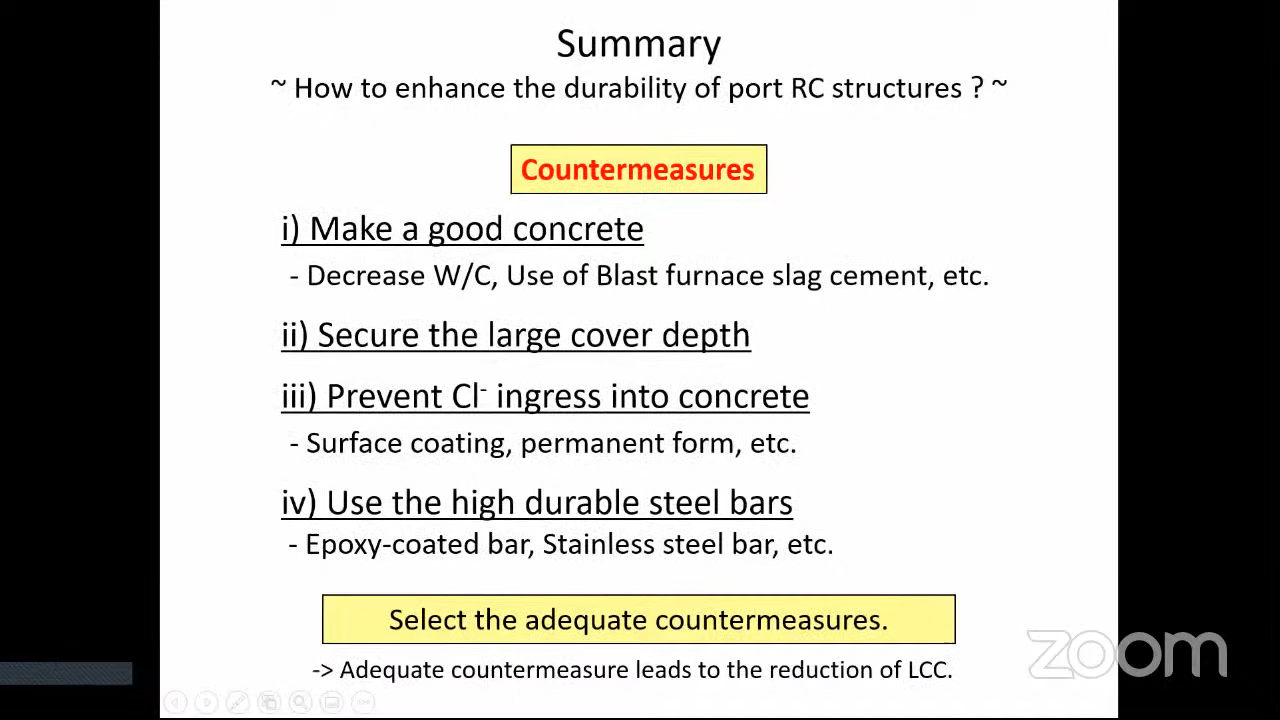 Summary
~ How to enhance the durability of port RC structures ? ~
Countermeasures
i) Make a good concrete
- Decrease W/C, Use of Blast furnace slag cement, etc.
ii) Secure the large cover depth
iii) Prevent Cl⁻ ingress into concrete
- Surface coating, permanent form, etc.
iv) Use the high durable steel bars
- Epoxy-coated bar, Stainless steel bar, etc.
Select the adequate countermeasures.
-> Adequate countermeasure leads to the reduction of LCC.
zoom